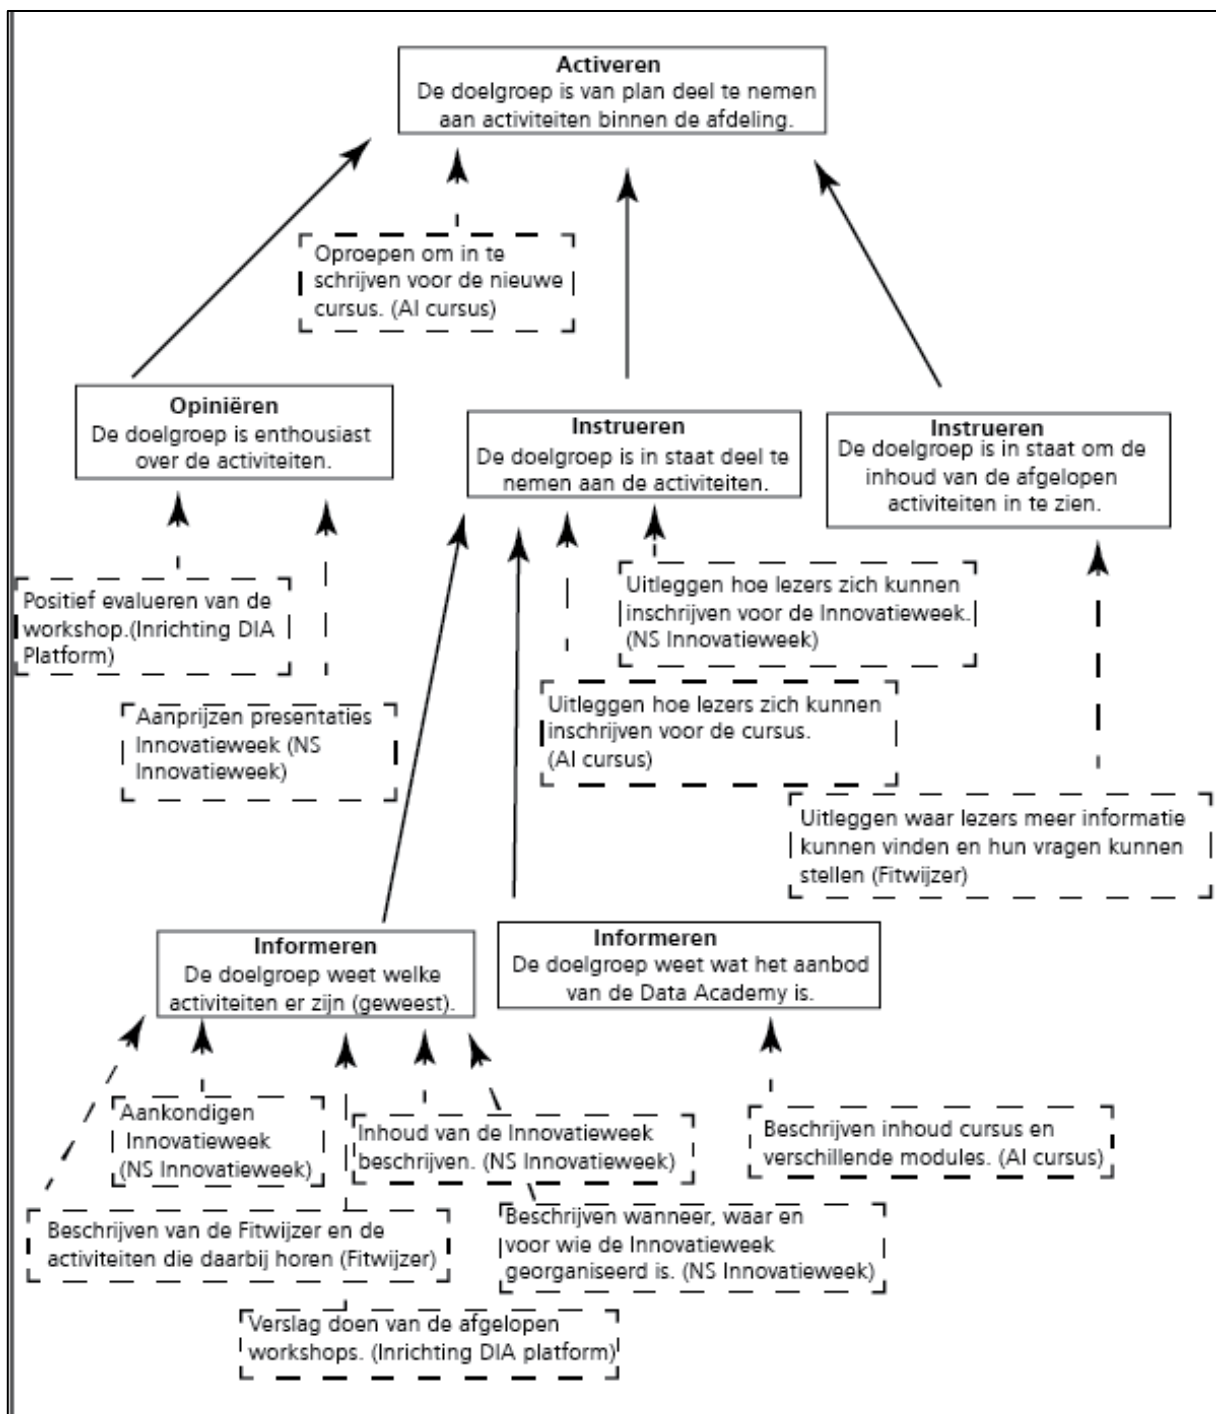 Activeren
De doelgroep is van plan deel te nemen
aan activiteiten binnen de afdeling.
Oproepen om in te
schrijven voor de nieuwe
cursus. (AI cursus)
Opiniëren
De doelgroep is enthousiast
over de activiteiten.
Instrueren
De doelgroep is in staat deel te
nemen aan de activiteiten.
Instrueren
De doelgroep is in staat om de
inhoud van de afgelopen
activiteiten in te zien.
Positief evalueren van de
workshop.(Inrichting DIA
Platform)
Uitleggen hoe lezers zich kunnen
inschrijven voor de Innovatieweek.
(NS Innovatieweek)
Aanprijzen presentaties
Innovatieweek (NS
Innovatieweek)
Uitleggen hoe lezers zich kunnen
inschrijven voor de cursus.
(AI cursus)
Uitleggen waar lezers meer informatie
kunnen vinden en hun vragen kunnen
stellen (Fitwijzer)
Informeren
De doelgroep weet welke
activiteiten er zijn (geweest).
Informeren
De doelgroep weet wat het aanbod
van de Data Academy is.
Aankondigen
Innovatieweek
(NS Innovatieweek)
Inhoud van de Innovatieweek
beschrijven. (NS Innovatieweek)
Beschrijven inhoud cursus en
verschillende modules. (AI cursus)
Beschrijven van de Fitwijzer en de
activiteiten die daarbij horen (Fitwijzer)
Beschrijven wanneer, waar en
voor wie de Innovatieweek
georganiseerd is. (NS Innovatieweek)
Verslag doen van de afgelopen
workshops. (Inrichting DIA platform)